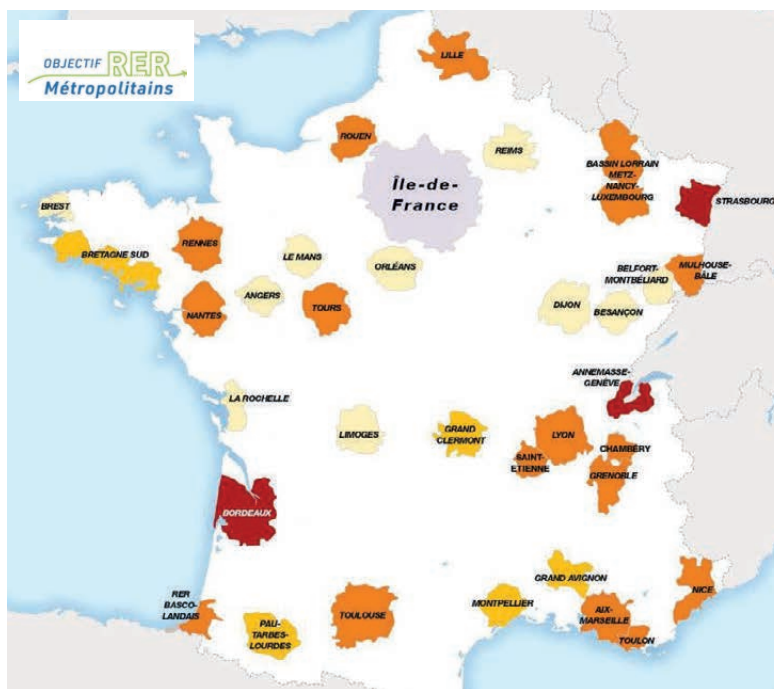 OBJECTIF RER
Métropolitains
LILLE
ROUEN
REIMS
Île-de-
France
BASSIN LORRAIN
METZ-
NANCY-
LUXEMBOURG
STRASBOURG
BREST
BRETAGNE SUD
RENNES
LE MANS
ORLÉANS
ANGERS
NANTES
TOURS
BELFORT-
MONTBÉLIARD
MULHOUSE-
BÂLE
DIJON
BESANÇON
ANNEMASSE-
GENÈVE
LA ROCHELLE
LIMOGES
GRAND
CLERMONT
LYON
SAINT-
ETIENNE
CHAMBÉRY
GRENOBLE
BORDEAUX
RER
BASCO-
LANDAIS
PAU-
TARBES-
LOURDES
TOULOUSE
MONTPELLIER
GRAND AVIGNON
AIX-
MARSEILLE
TOULON
NICE